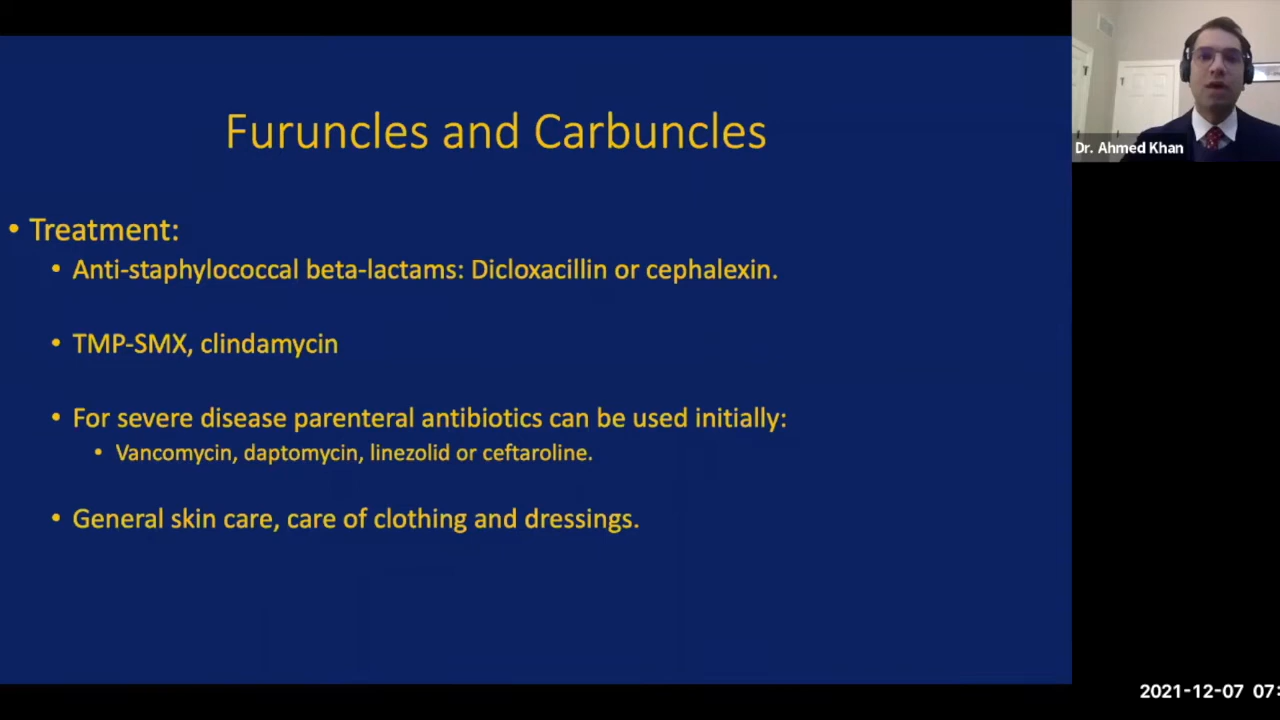 Furuncles and Carbuncles
Dr. Ahmed Khan
• Treatment:
• Anti-staphylococcal beta-lactams: Dicloxacillin or cephalexin.
• TMP-SMX, clindamycin
• For severe disease parenteral antibiotics can be used initially:
• Vancomycin, daptomycin, linezolid or ceftaroline.
• General skin care, care of clothing and dressings.
2021-12-07 07: